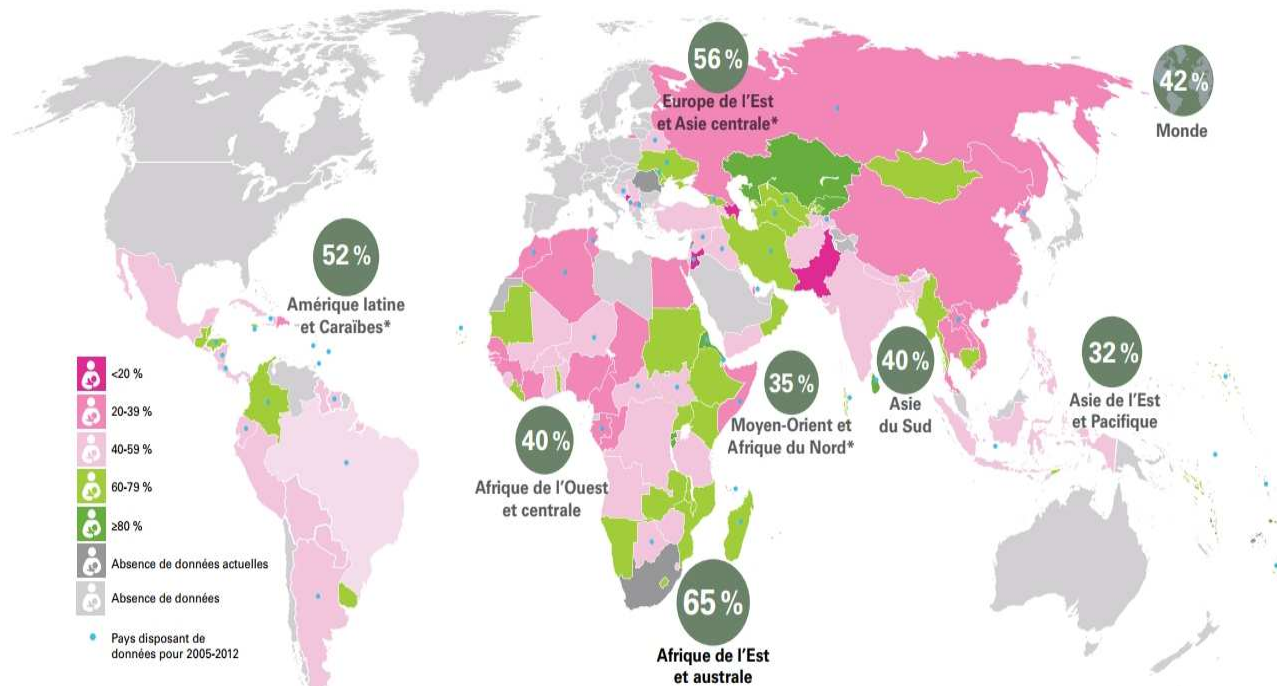 56 %
Europe de l'Est
et Asie centrale*
42 %
Monde
52 %
Amérique latine
et Caraïbes*
32 %
Asie de l'Est
et Pacifique
40 %
Asie
du Sud
35 %
Moyen-Orient et
Afrique du Nord*
40 %
Afrique de l'Ouest
et centrale
65 %
Afrique de l'Est
et australe
<20 %
20-39 %
40-59 %
60-79 %
≥80 %
Absence de données actuelles
Absence de données
Pays disposant de
données pour 2005-2012